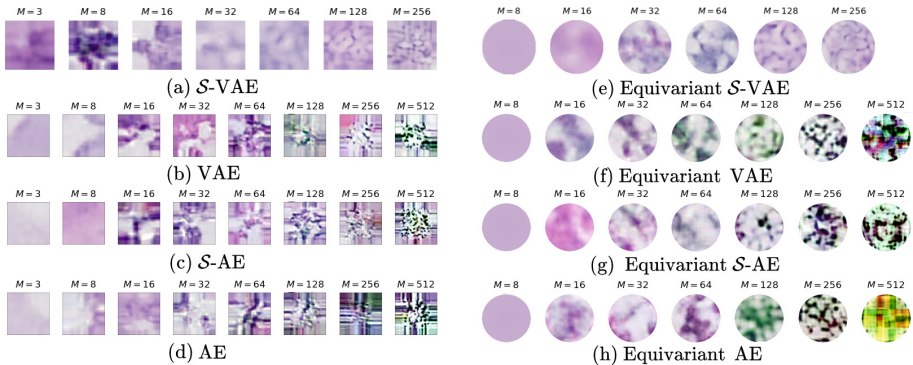 M = 3 M = 8 M = 16 M = 32 M = 64 M = 128 M = 256
(a) S-VAE
M = 3 M = 8 M = 16 M = 32 M = 64 M = 128 M = 256 M = 512
(b) VAE
M = 3 M = 8 M = 16 M = 32 M = 64 M = 128 M = 256 M = 512
(c) S-AE
M = 3 M = 8 M = 16 M = 32 M = 64 M = 128 M = 256 M = 512
(d) AE
M = 8 M = 16 M = 32 M = 64 M = 128 M = 256
(e) Equivariant S-VAE
M = 8 M = 16 M = 32 M = 64 M = 128 M = 256 M = 512
(f) Equivariant VAE
M = 8 M = 16 M = 32 M = 64 M = 128 M = 256 M = 512
(g) Equivariant S-AE
M = 8 M = 16 M = 32 M = 64 M = 128 M = 256 M = 512
(h) Equivariant AE